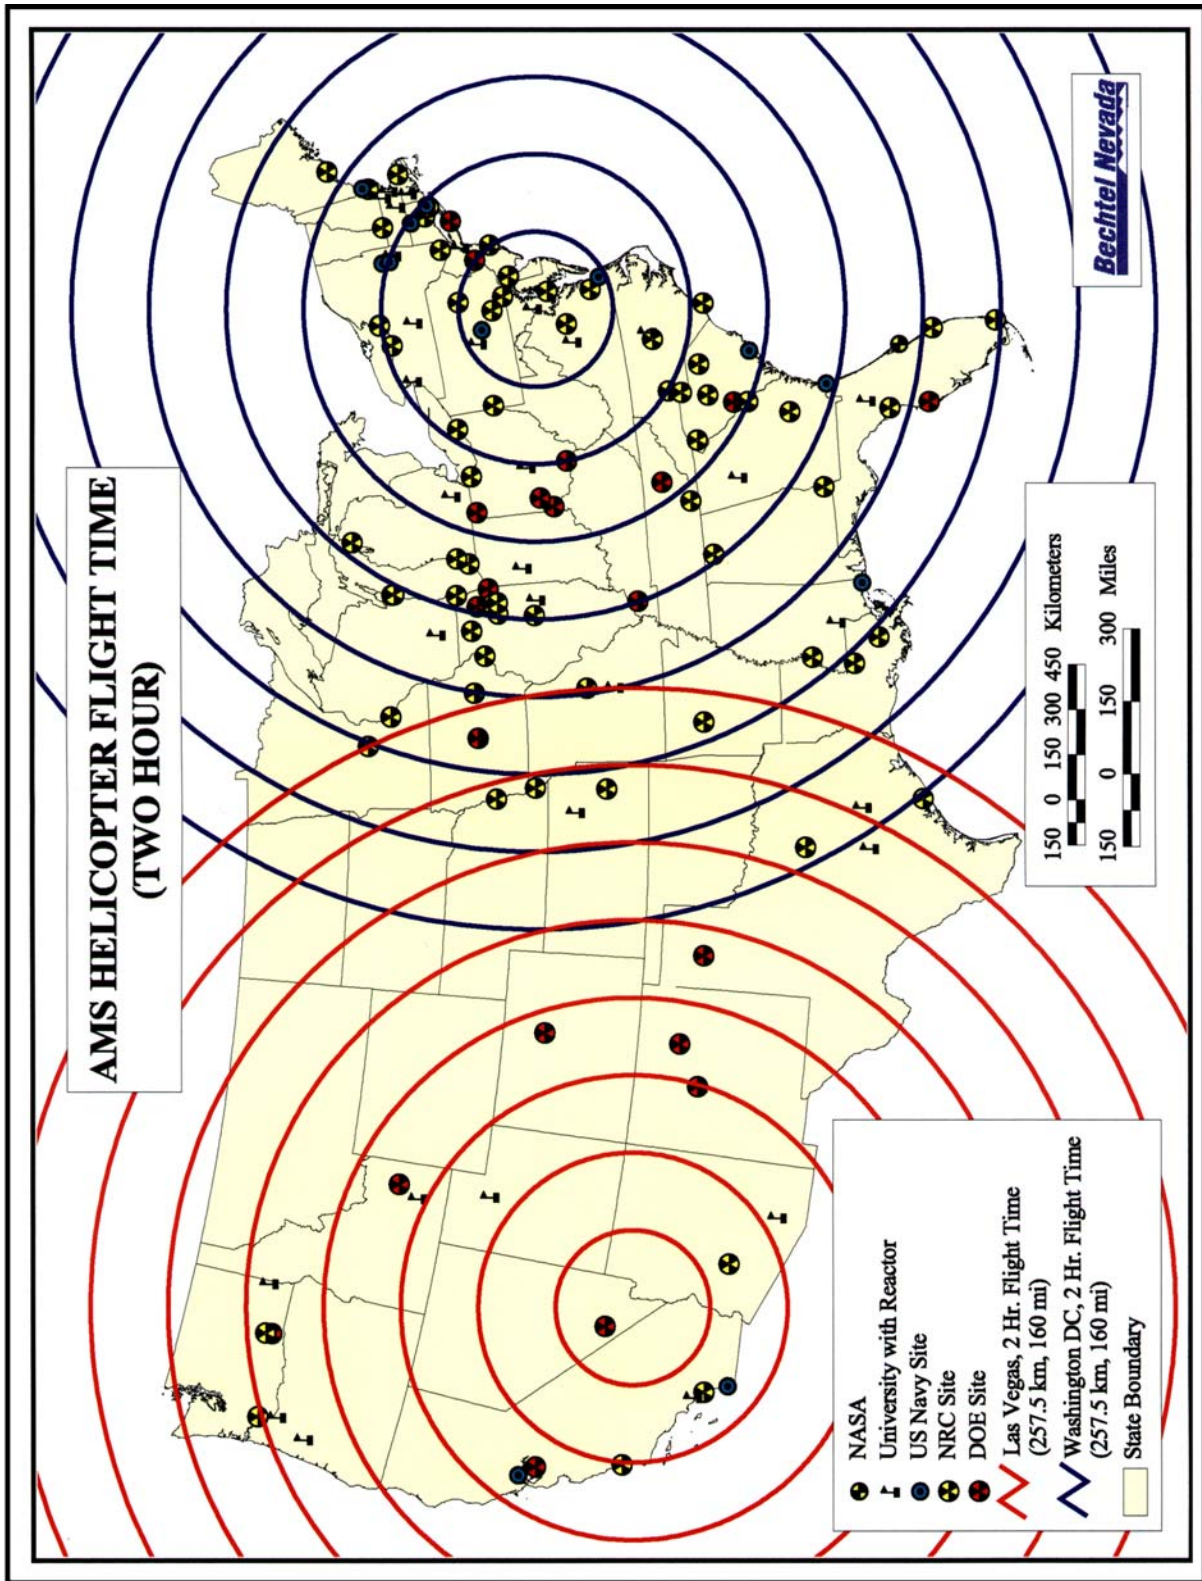 AMS HELICOPTER FLIGHT TIME
(TWO HOUR)
NASA
University with Reactor
US Navy Site
NRC Site
DOE Site
Las Vegas, 2 Hr. Flight Time
(257.5 km, 160 mi)
Washington DC, 2 Hr. Flight Time
(257.5 km, 160 mi)
State Boundary
150 0 150 300 450 Kilometers
150 0 150 300 Miles
Bechtel Nevada